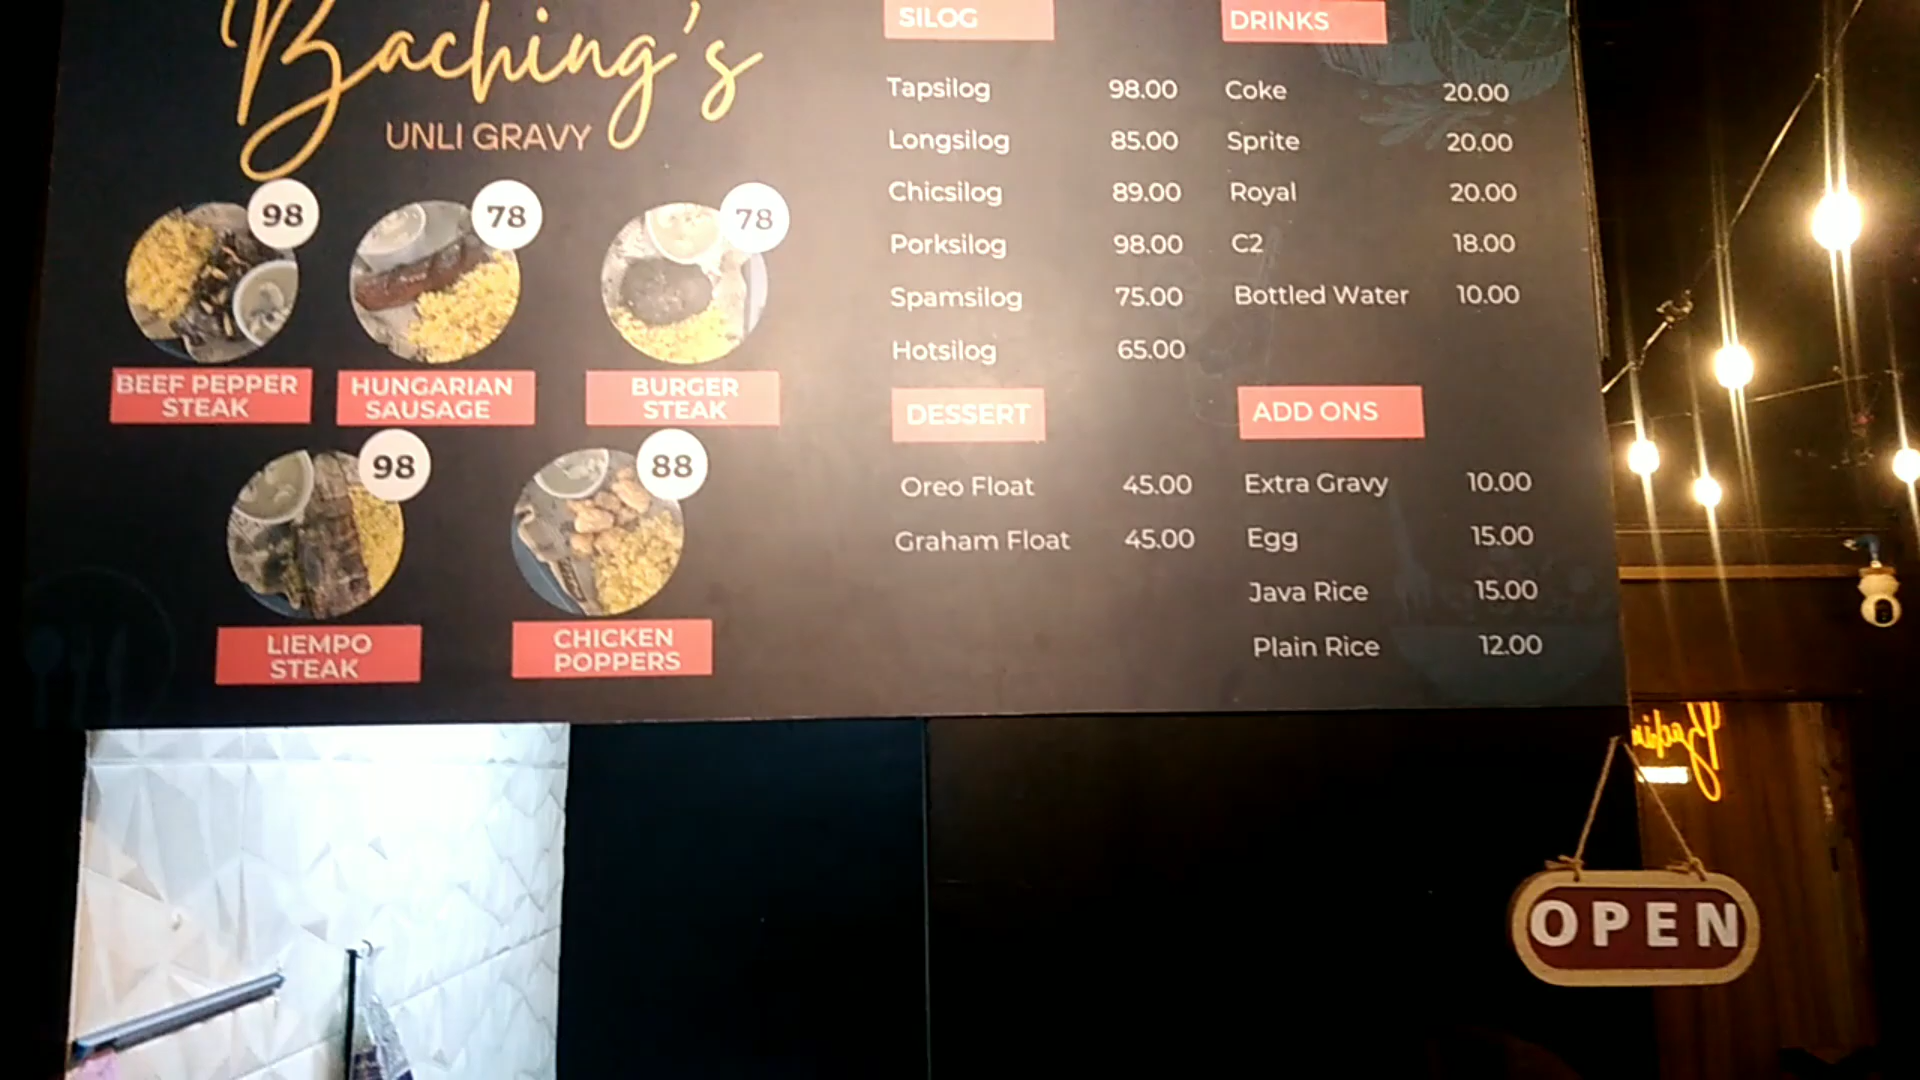 Baching's
UNLI GRAVY
98
78
78
BEEF PEPPER
STEAK
HUNGARIAN
SAUSAGE
BURGER
STEAK
98
88
LIEMPO
STEAK
CHICKEN
POPPERS
SILOG
Tapsilog 98.00
Longsilog 85.00
Chicsilog 89.00
Porksilog 98.00
Spamsilog 75.00
Hotsilog 65.00
DESSERT
Oreo Float 45.00
Graham Float 45.00
DRINKS
Coke 20.00
Sprite 20.00
Royal 20.00
C2 18.00
Bottled Water 10.00
ADD ONS
Extra Gravy 10.00
Egg 15.00
Java Rice 15.00
Plain Rice 12.00
OPEN